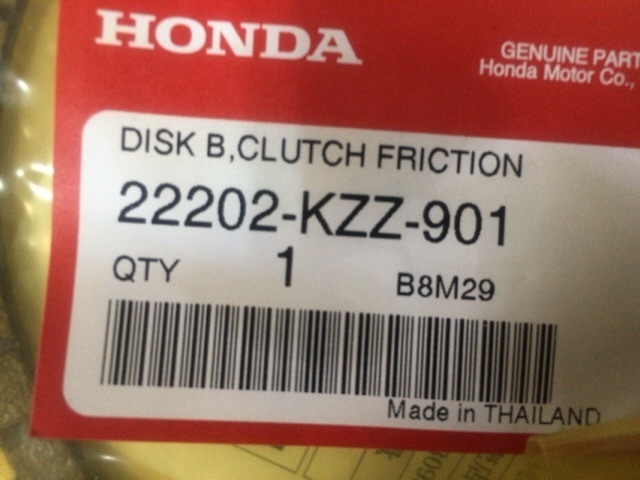 HONDA
GENUINE PART
Honda Motor Co.,
DISK B,CLUTCH FRICTION
22202-KZZ-901
QTY 1 B8M29
Made in THAILAND